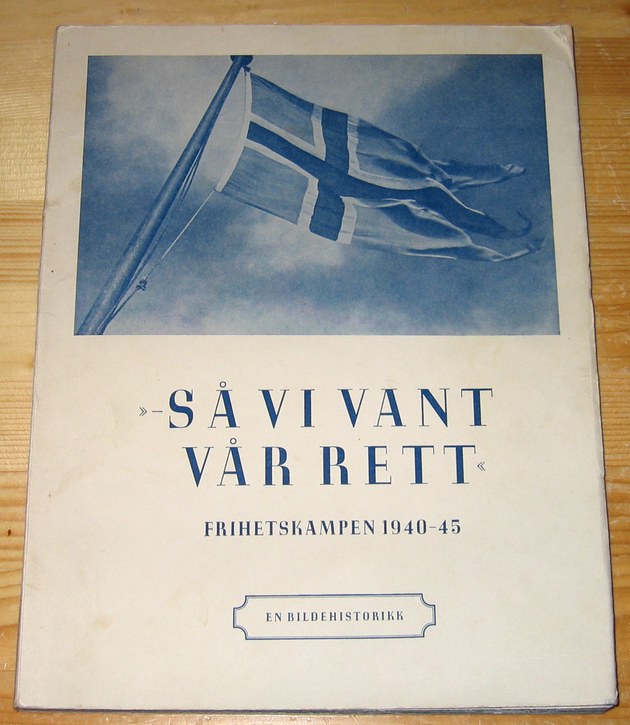 »–SÅ VI VANT
VÅR RETT«
FRIHETSKAMPEN 1940-45
EN BILDEHISTORIKK